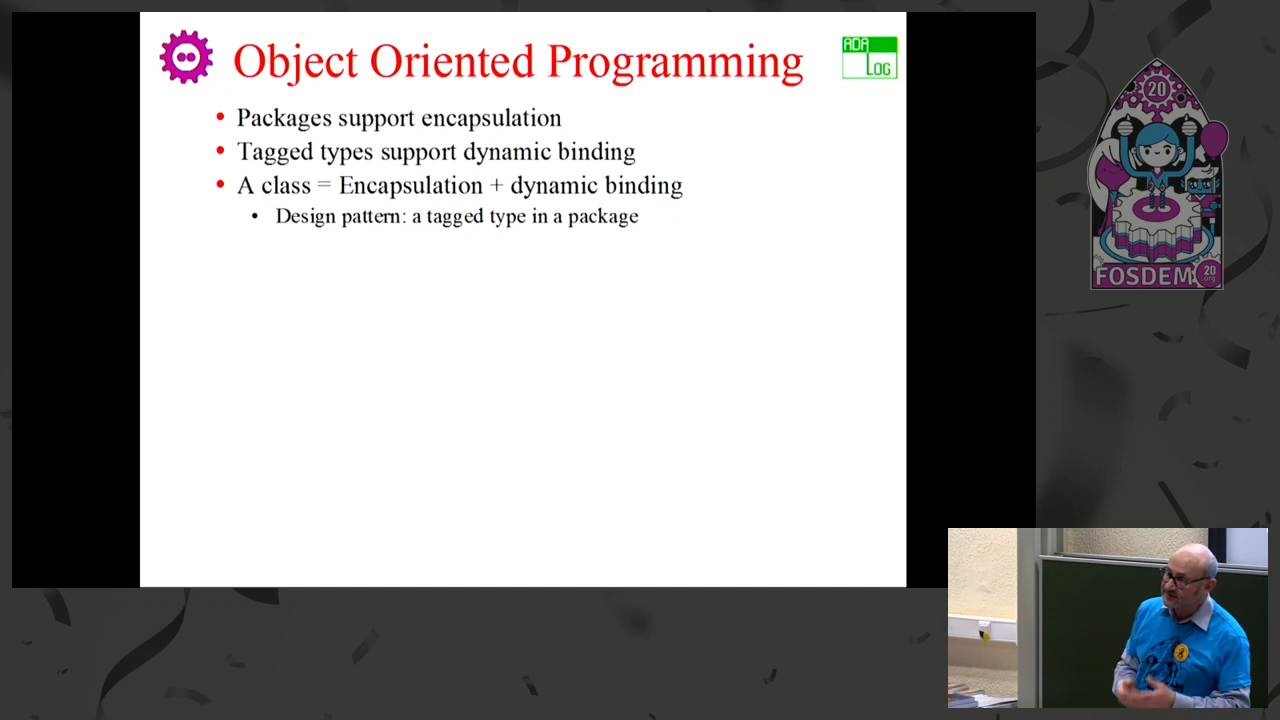 Object Oriented Programming
ADA
LOG
Packages support encapsulation
Tagged types support dynamic binding
A class = Encapsulation + dynamic binding
Design pattern: a tagged type in a package
20
FOSDEM
20
.org